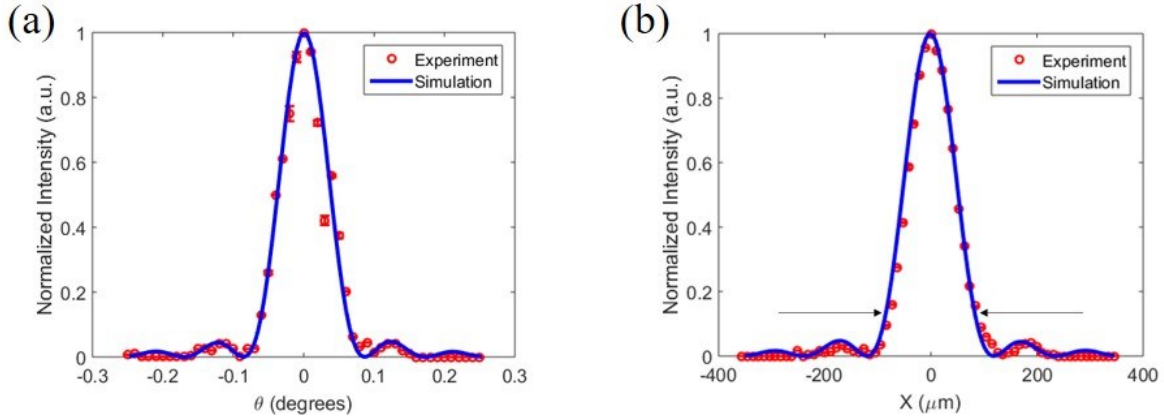 (a)
Normalized Intensity (a.u.)
1
0.8
0.6
0.4
0.2
0
-0.3
-0.2
-0.1
0
0.1
0.2
0.3
θ (degrees)
Experiment
Simulation
(b)
Normalized Intensity (a.u.)
1
0.8
0.6
0.4
0.2
0
-400
-200
0
200
400
X (μm)
Experiment
Simulation